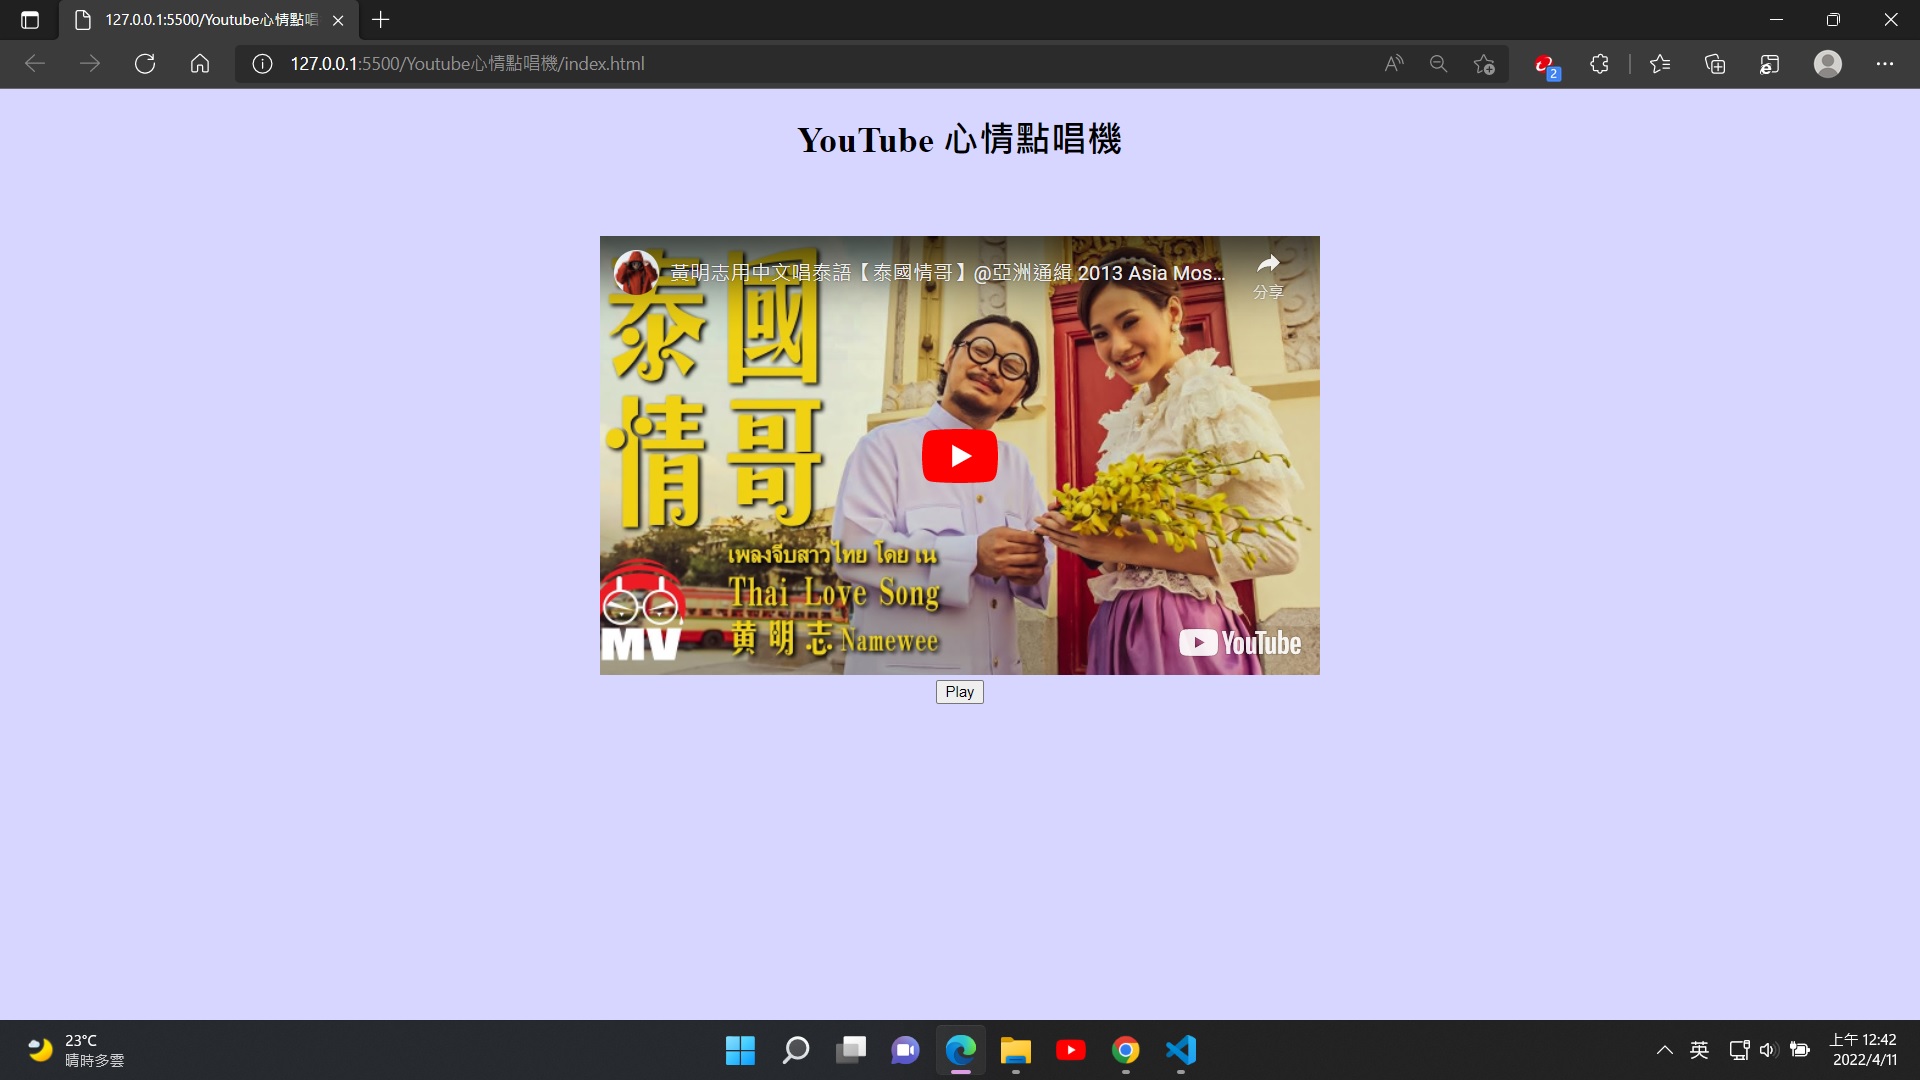 127.0.0.1:5500/Youtube心情點唱
127.0.0.1:5500/Youtube心情點唱機/index.html
2
YouTube 心情點唱機
黃明志用中文唱泰語【泰國情哥】@亞洲通緝 2013 Asia Mos...
分享
泰國
情哥
เพลงจีบสาวไทย โดย เน
Thai Love Song
黄明志 Namewee
MV
YouTube
Play
23°C
晴時多雲
英
上午 12:42
2022/4/11